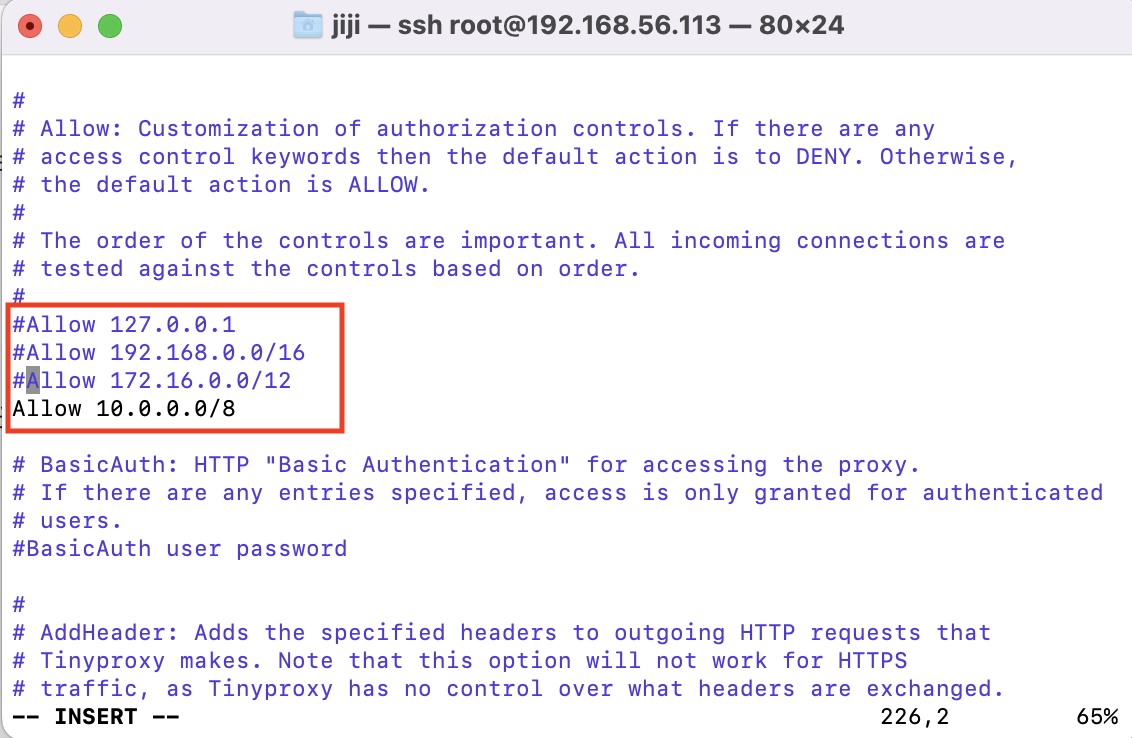 jiji — ssh root@192.168.56.113 — 80×24
#
# Allow: Customization of authorization controls. If there are any
# access control keywords then the default action is to DENY. Otherwise,
# the default action is ALLOW.
#
# The order of the controls are important. All incoming connections are
# tested against the controls based on order.
#
#Allow 127.0.0.1
#Allow 192.168.0.0/16
#Allow 172.16.0.0/12
Allow 10.0.0.0/8
# BasicAuth: HTTP "Basic Authentication" for accessing the proxy.
# If there are any entries specified, access is only granted for authenticated
# users.
#BasicAuth user password
#
# AddHeader: Adds the specified headers to outgoing HTTP requests that
# Tinyproxy makes. Note that this option will not work for HTTPS
# traffic, as Tinyproxy has no control over what headers are exchanged.
-- INSERT -- 226,2 65%